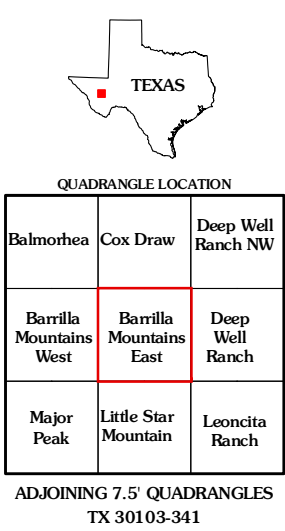 TEXAS
QUADRANGLE LOCATION
Balmorhea
Cox Draw
Deep Well
Ranch NW
Barrilla
Mountains
West
Barrilla
Mountains
East
Deep
Well
Ranch
Major
Peak
Little Star
Mountain
Leoncita
Ranch
ADJOINING 7.5' QUADRANGLES
TX 30103-341